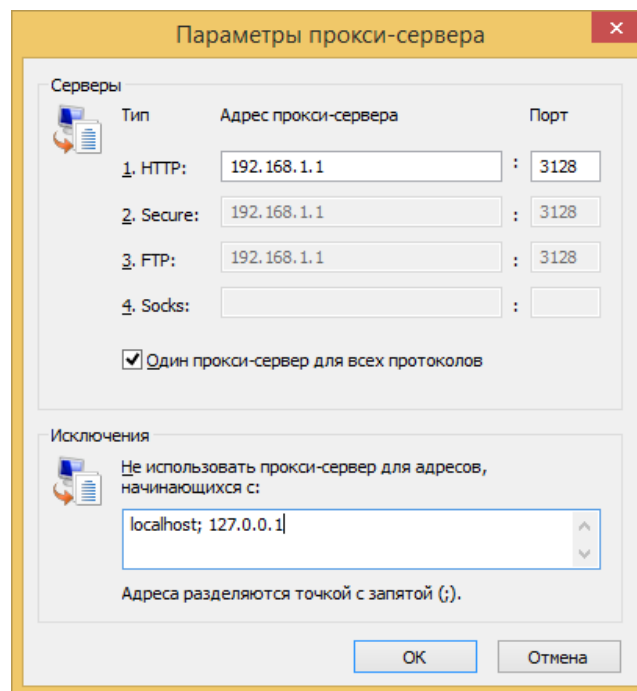 Параметры прокси-сервера
Серверы
Тип Адрес прокси-сервера Порт
1. HTTP: 192.168.1.1 : 3128
2. Secure: 192.168.1.1 : 3128
3. FTP: 192.168.1.1 : 3128
4. Socks: :
Один прокси-сервер для всех протоколов
Исключения
Не использовать прокси-сервер для адресов,
начинающихся с:
localhost; 127.0.0.1
Адреса разделяются точкой с запятой (;).
ОК Отмена